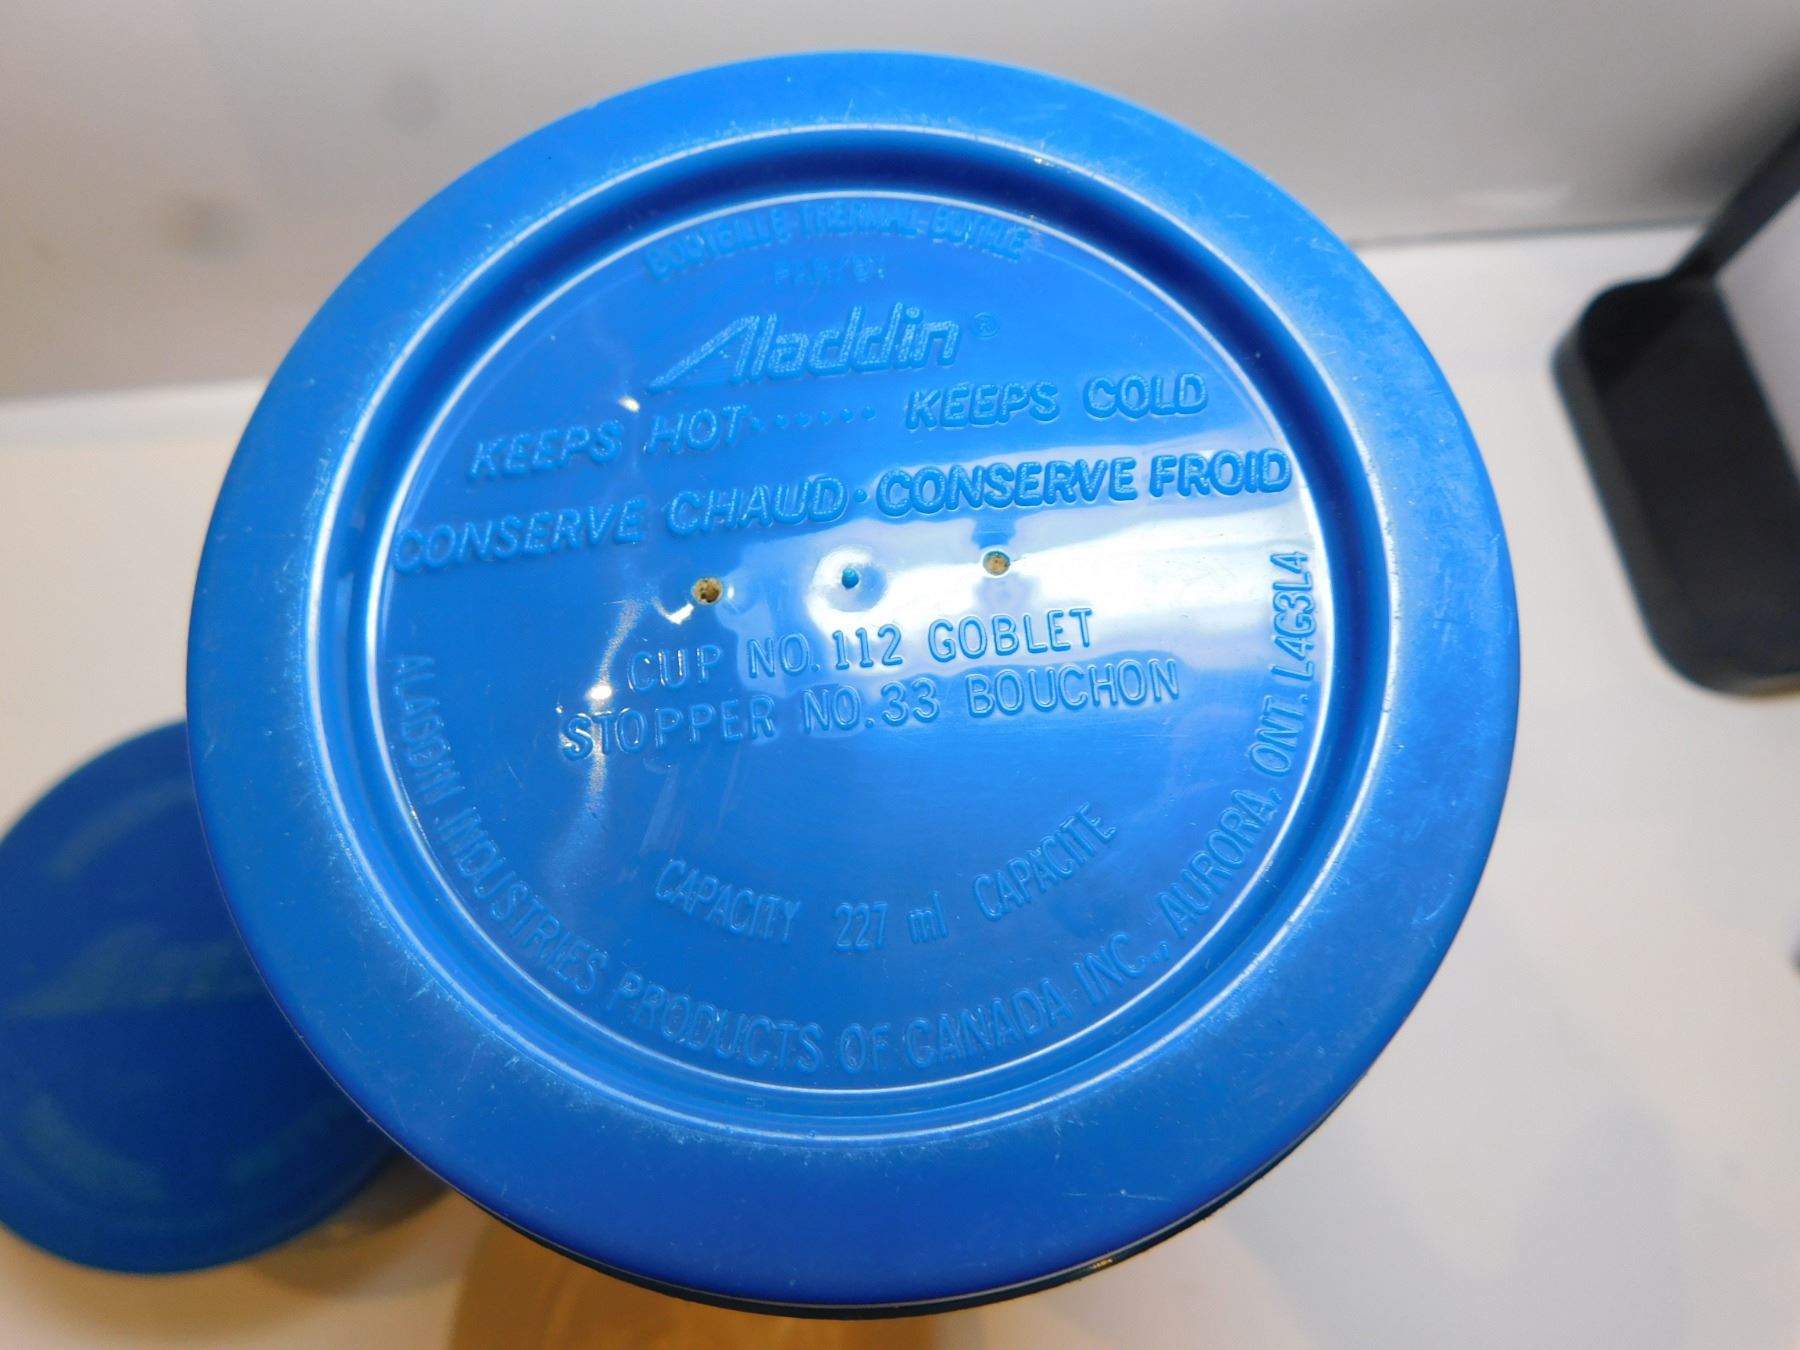 BOUTEILLE THERMAL BOTTLE
PAR/BY
Aladdin®
KEEPS HOT...... KEEPS COLD
CONSERVE CHAUD · CONSERVE FROID
CUP NO. 112 GOBLET
STOPPER NO. 33 BOUCHON
CAPACITY 227 ml CAPACITE
ALADDIN INDUSTRIES PRODUCTS OF CANADA INC., AURORA, ONT. L4G3L4